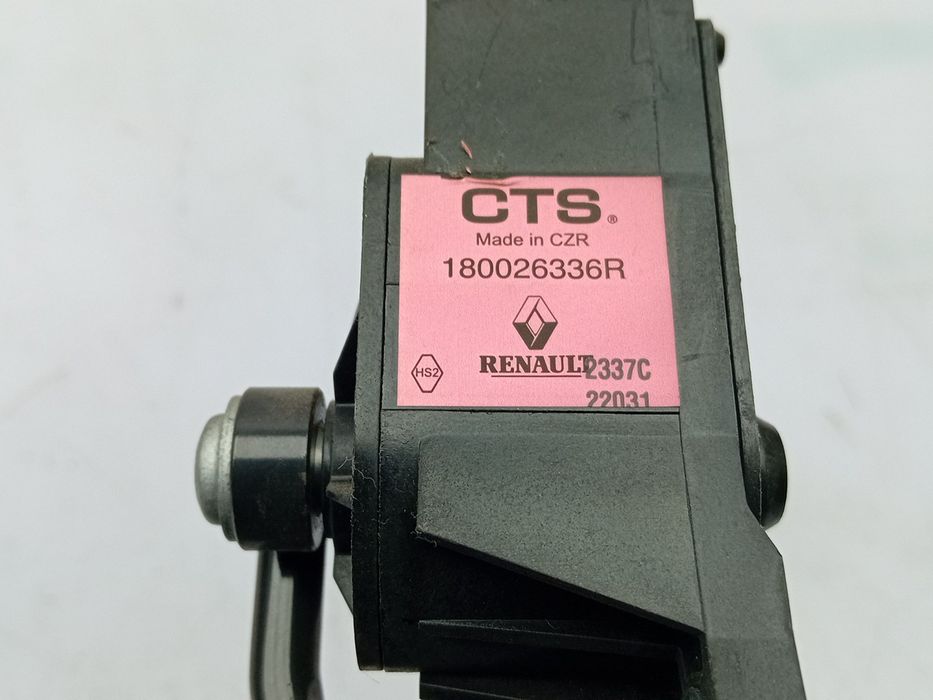 CTS®
Made in CZR
180026336R
HS2
RENAULT
2337C
22031